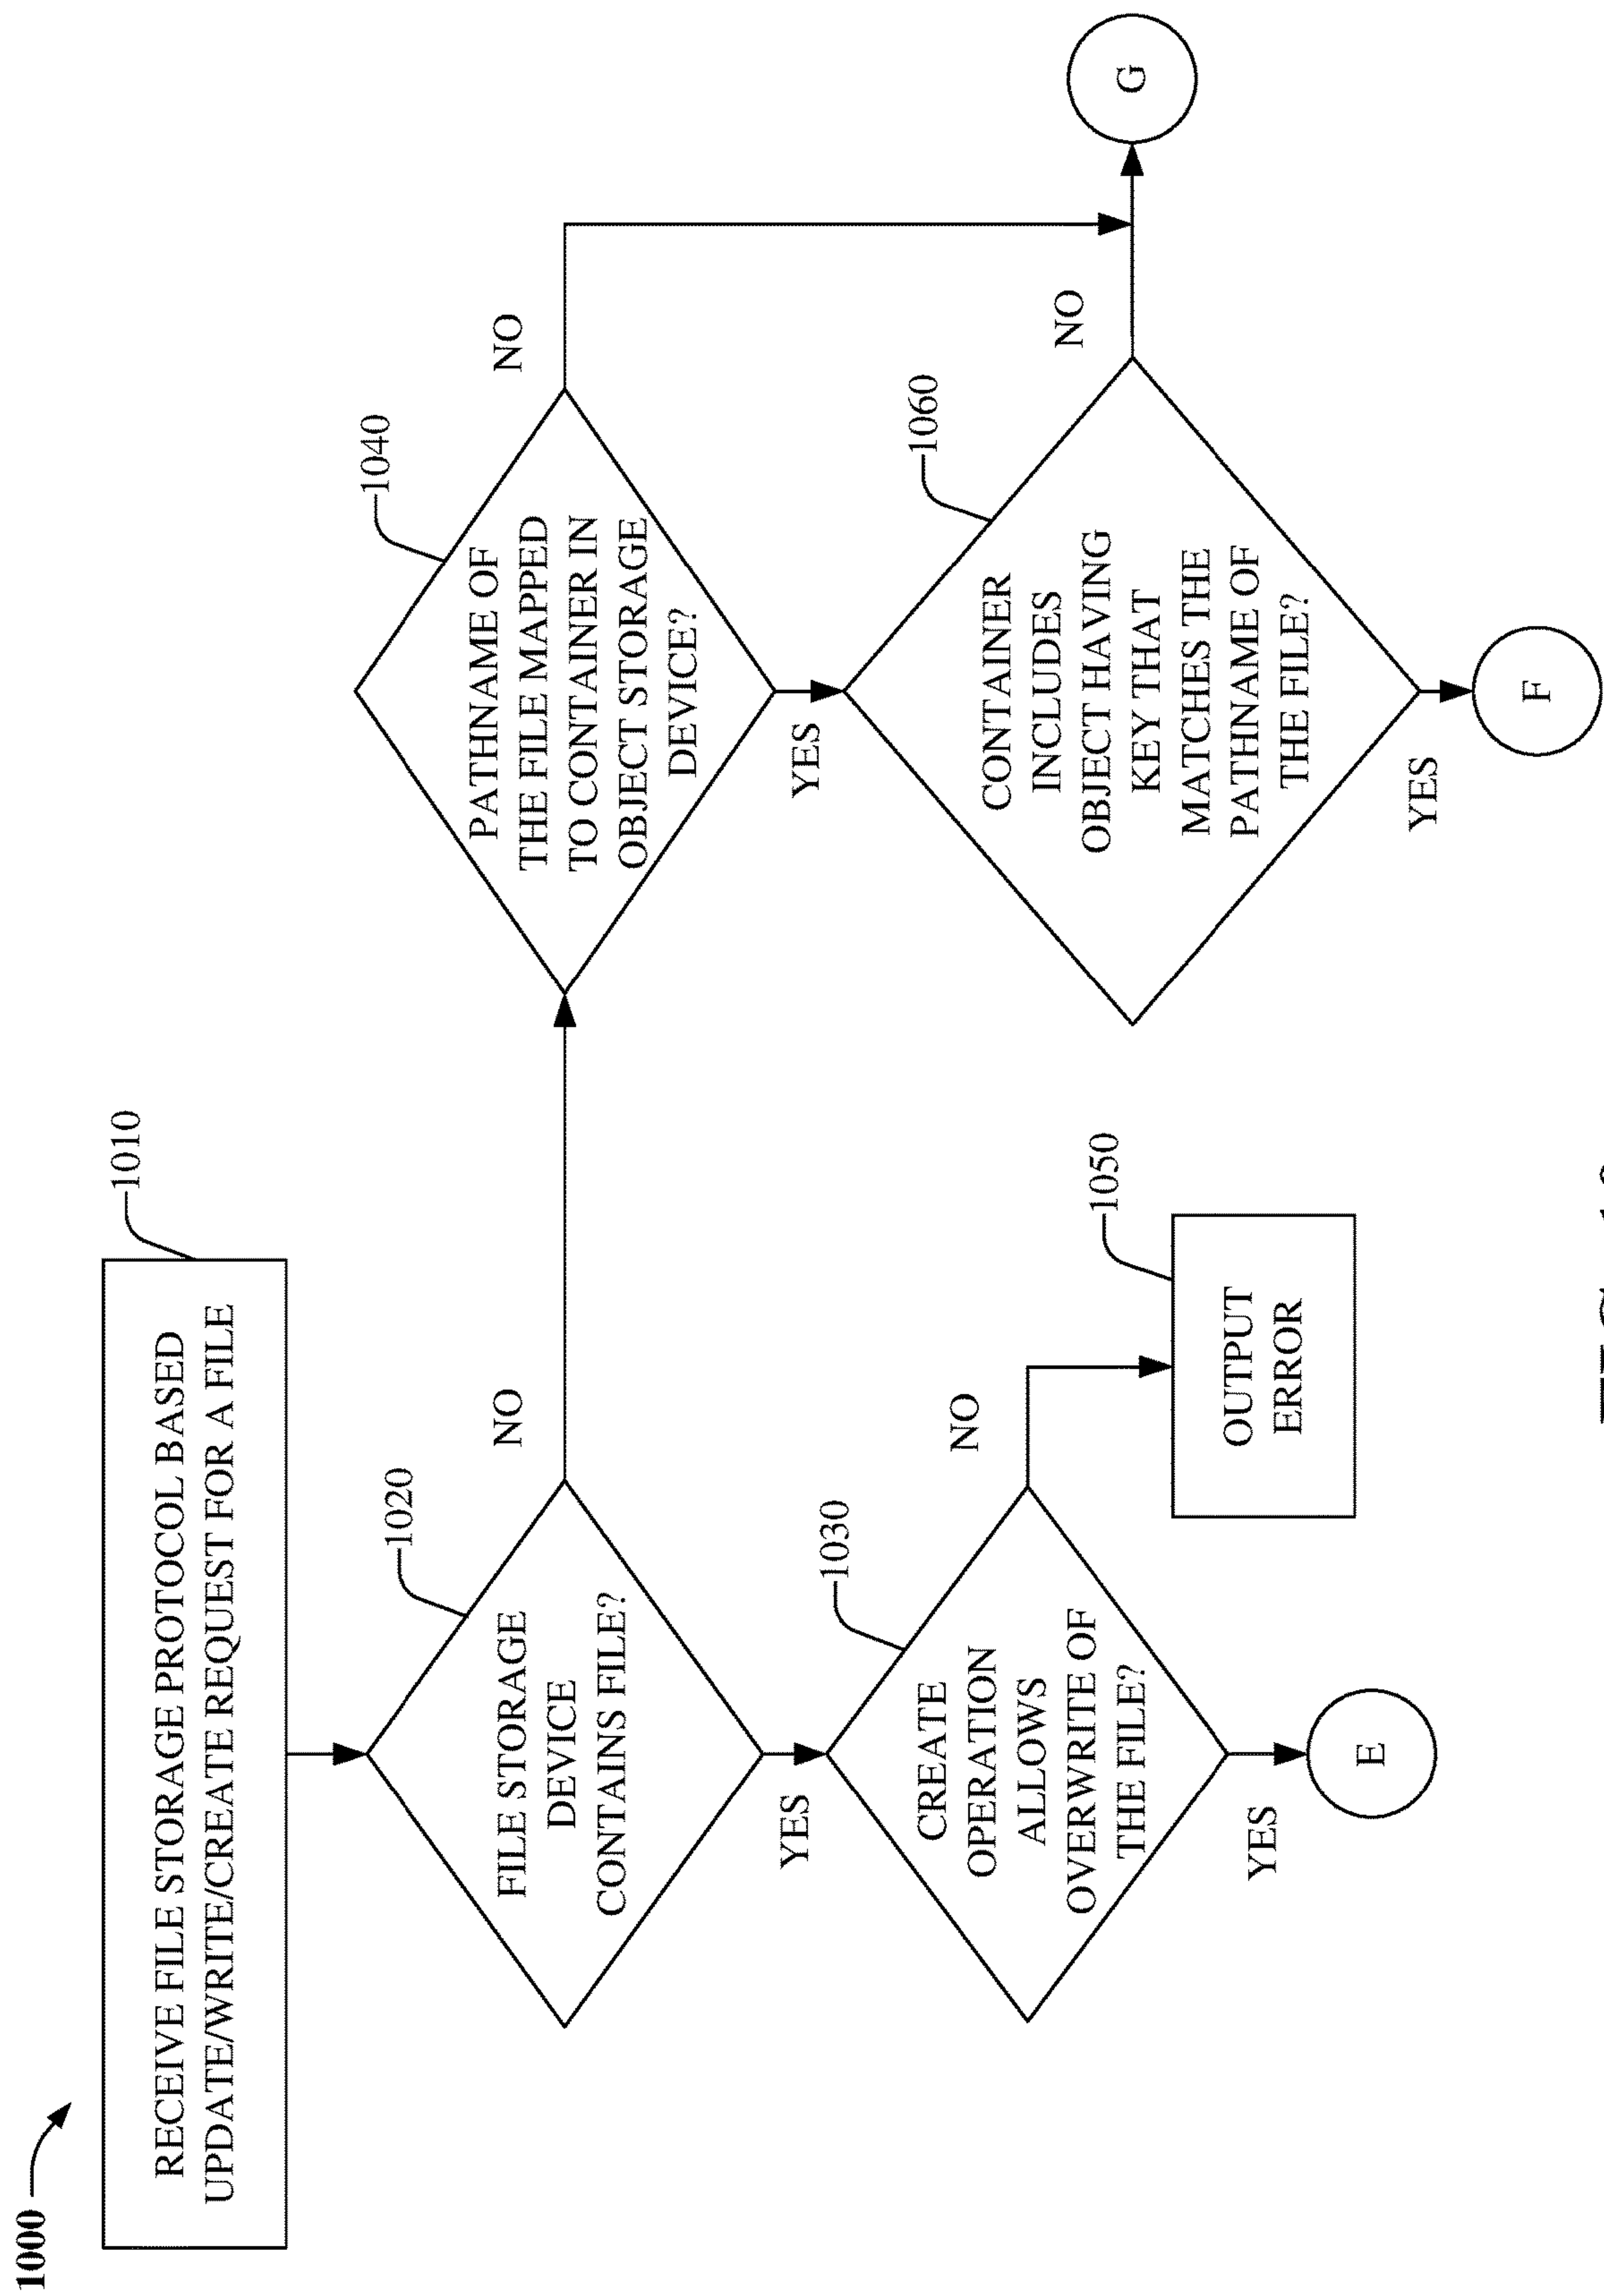 1000
1010
RECEIVE FILE STORAGE PROTOCOL BASED
UPDATE/WRITE/CREATE REQUEST FOR A FILE
1020
FILE STORAGE
DEVICE
CONTAINS FILE?
NO
YES
1030
CREATE
OPERATION
ALLOWS
OVERWRITE OF
THE FILE?
NO
YES
1050
OUTPUT
ERROR
E
1040
PATHNAME OF
THE FILE MAPPED
TO CONTAINER IN
OBJECT STORAGE
DEVICE?
NO
YES
1060
CONTAINER
INCLUDES
OBJECT HAVING
KEY THAT
MATCHES THE
PATHNAME OF
THE FILE?
NO
YES
G
F